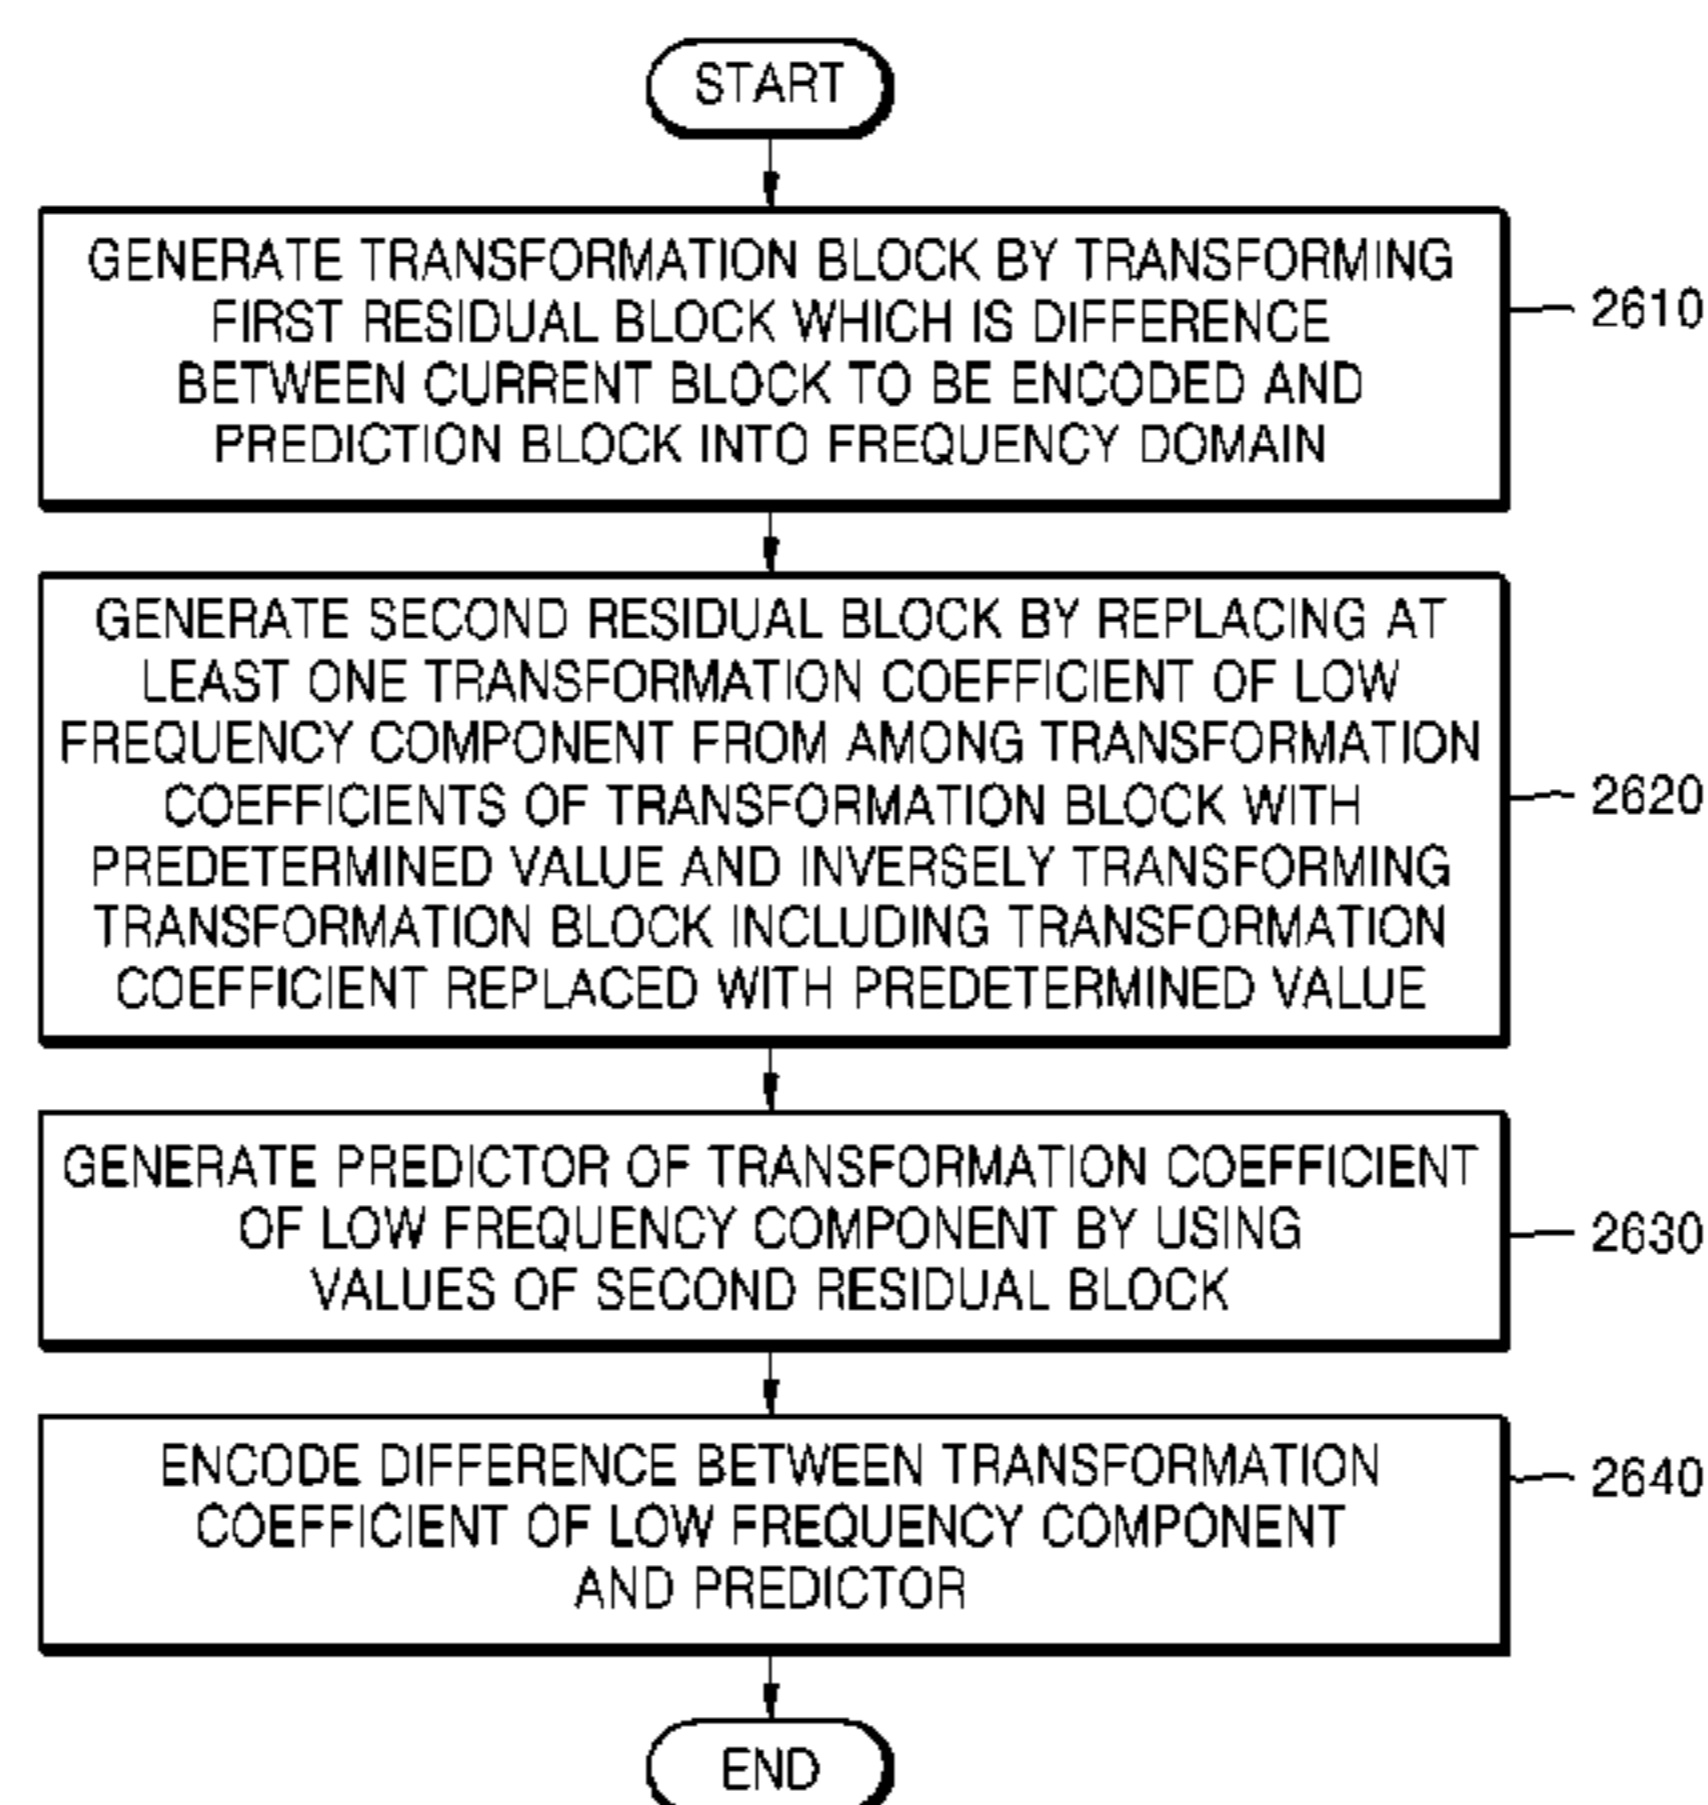 START
GENERATE TRANSFORMATION BLOCK BY TRANSFORMING
FIRST RESIDUAL BLOCK WHICH IS DIFFERENCE
BETWEEN CURRENT BLOCK TO BE ENCODED AND
PREDICTION BLOCK INTO FREQUENCY DOMAIN
2610
GENERATE SECOND RESIDUAL BLOCK BY REPLACING AT
LEAST ONE TRANSFORMATION COEFFICIENT OF LOW
FREQUENCY COMPONENT FROM AMONG TRANSFORMATION
COEFFICIENTS OF TRANSFORMATION BLOCK WITH
PREDETERMINED VALUE AND INVERSELY TRANSFORMING
TRANSFORMATION BLOCK INCLUDING TRANSFORMATION
COEFFICIENT REPLACED WITH PREDETERMINED VALUE
2620
GENERATE PREDICTOR OF TRANSFORMATION COEFFICIENT
OF LOW FREQUENCY COMPONENT BY USING
VALUES OF SECOND RESIDUAL BLOCK
2630
ENCODE DIFFERENCE BETWEEN TRANSFORMATION
COEFFICIENT OF LOW FREQUENCY COMPONENT
AND PREDICTOR
2640
END